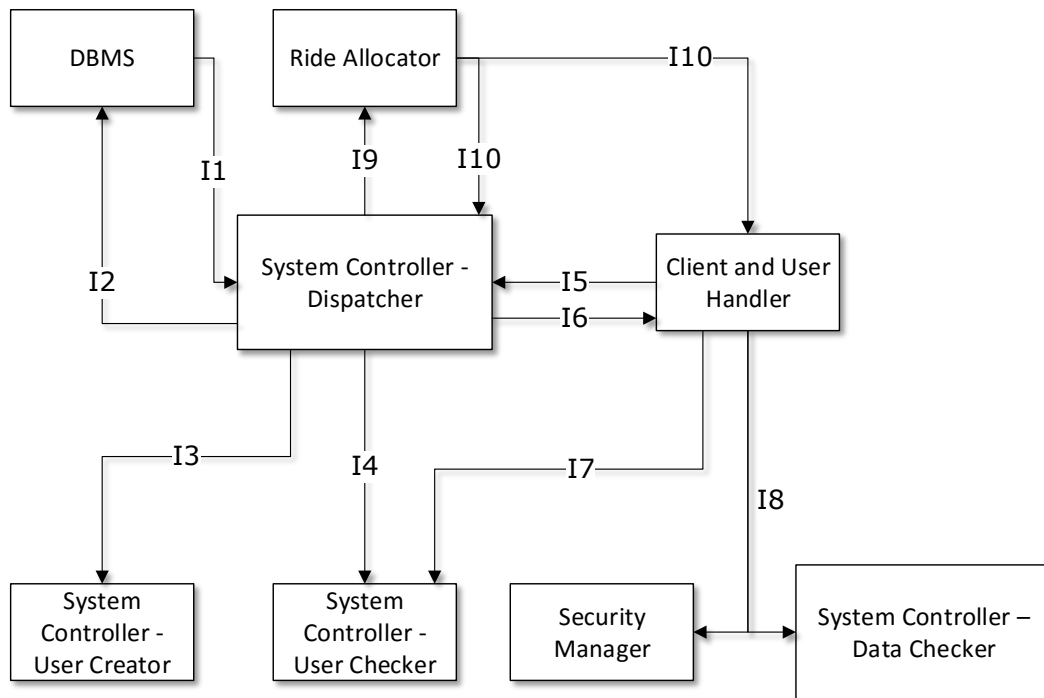 DBMS
Ride Allocator
I10
I1
I9
I10
I2
System Controller -
Dispatcher
I5
I6
Client and User
Handler
I3
I4
I7
I8
System
Controller -
User Creator
System
Controller -
User Checker
Security
Manager
System Controller –
Data Checker